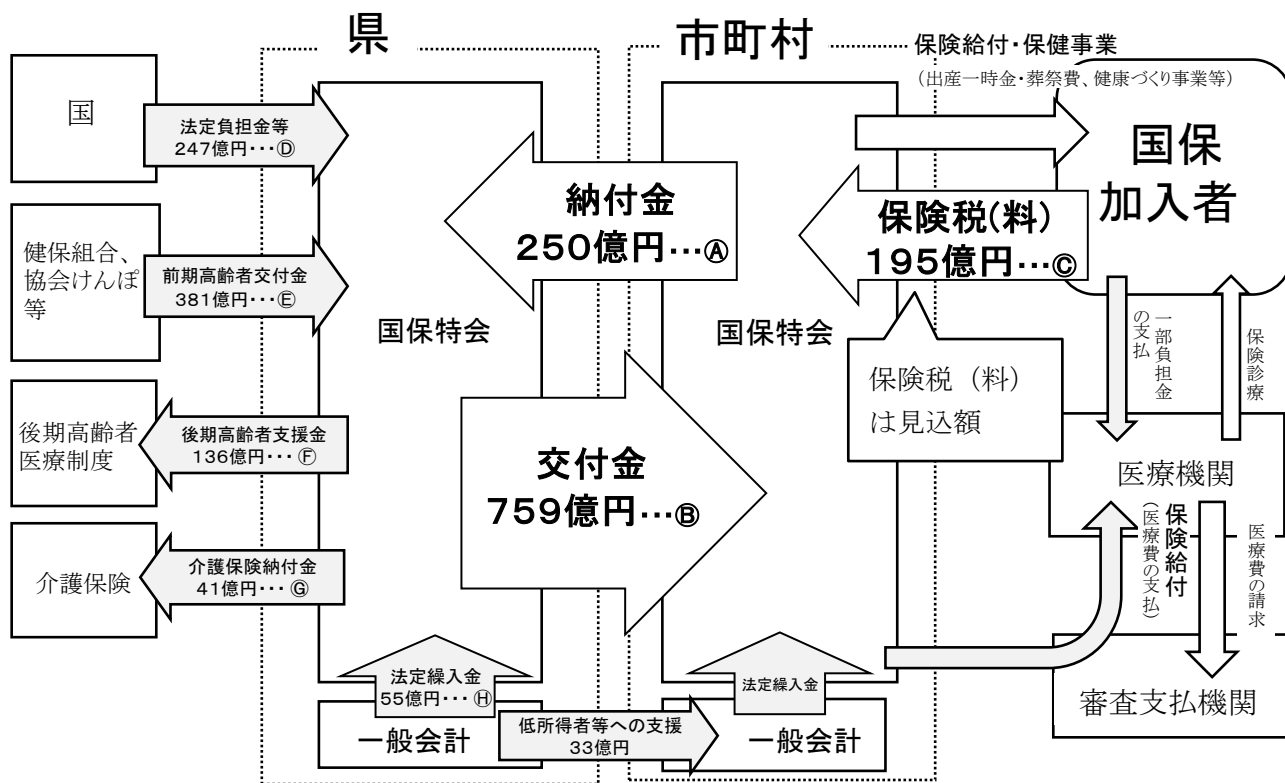 県
市町村
保険給付・保健事業
（出産一時金・葬祭費、健康づくり事業等）
国
法定負担金等
247億円･･･Ⓓ
納付金
250億円･･･Ⓐ
保険税(料)
195億円･･･Ⓒ
国保
加入者
健保組合、
協会けんぽ
等
前期高齢者交付金
381億円･･･Ⓔ
国保特会
国保特会
保険税（料）
は見込額
一部負担金
の支払
保険診療
後期高齢者
医療制度
後期高齢者支援金
136億円･･･Ⓕ
交付金
759億円･･･Ⓑ
医療機関
保険給付
（医療費の支払）
医療費の請求
介護保険
介護保険納付金
41億円･･･Ⓖ
法定繰入金
55億円･･･Ⓗ
法定繰入金
審査支払機関
一般会計
低所得者等への支援
33億円
一般会計